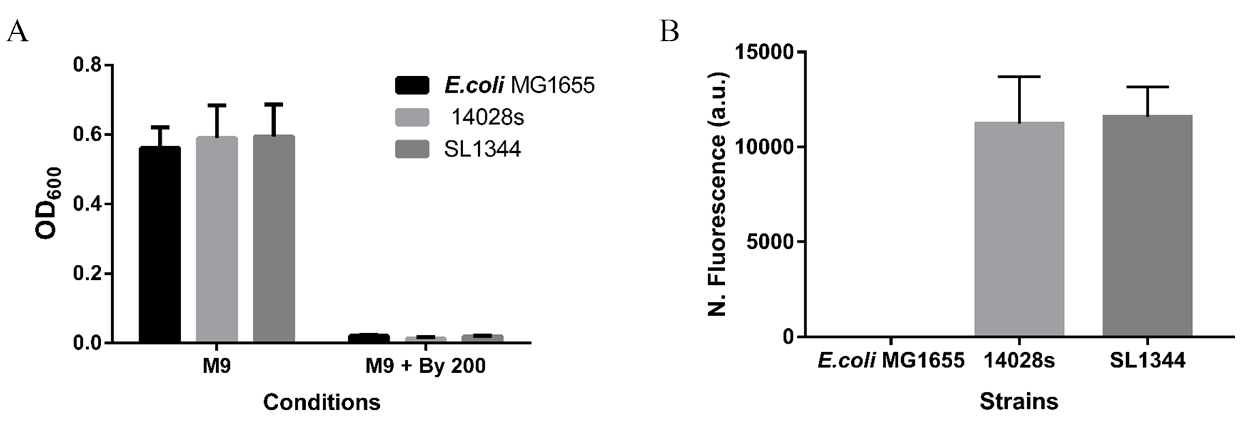 A
OD600
0.8
0.6
0.4
0.2
0.0
E.coli MG1655
14028s
SL1344
M9
M9 + By 200
Conditions
B
N. Fluorescence (a.u.)
15000
10000
5000
0
E.coli MG1655
14028s
SL1344
Strains